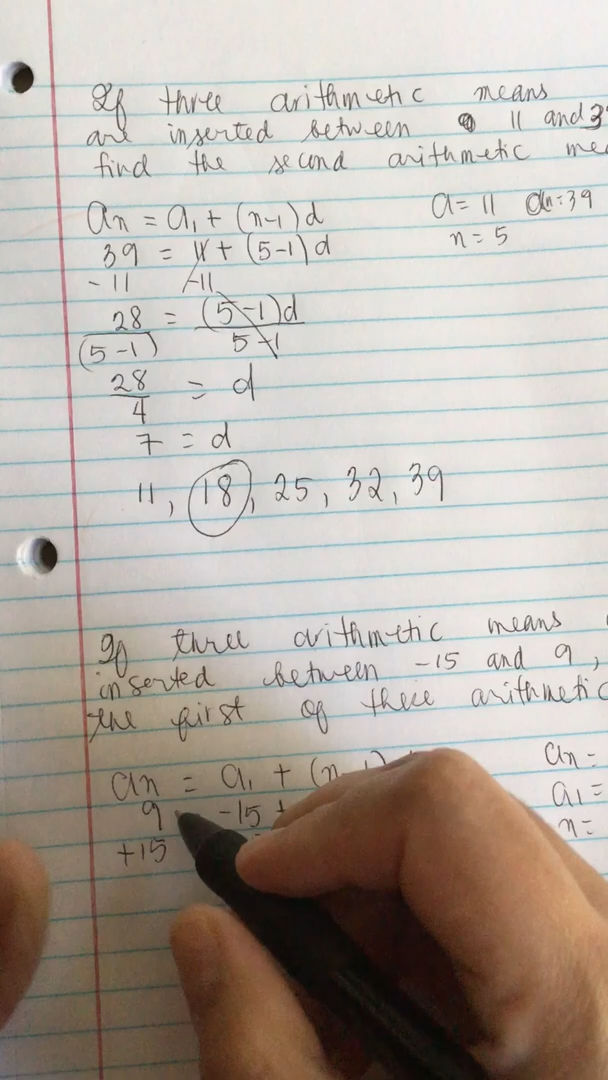 If three arithmetic means
are inserted between 11 and
find the second arithmetic
an = a1 + (n-1)d
a = 11 an = 39
39 = 11 + (5-1)d
n = 5
-11 -11
28 = (5-1)d
(5-1) 5-1
28 = d
4
7 = d
11, 18, 25, 32, 39
If three arithmetic means
inserted between -15 and 9,
the first of these arithmetic
an = a1 + (n-1)
an =
9 -15 +
a1 =
+15
n =